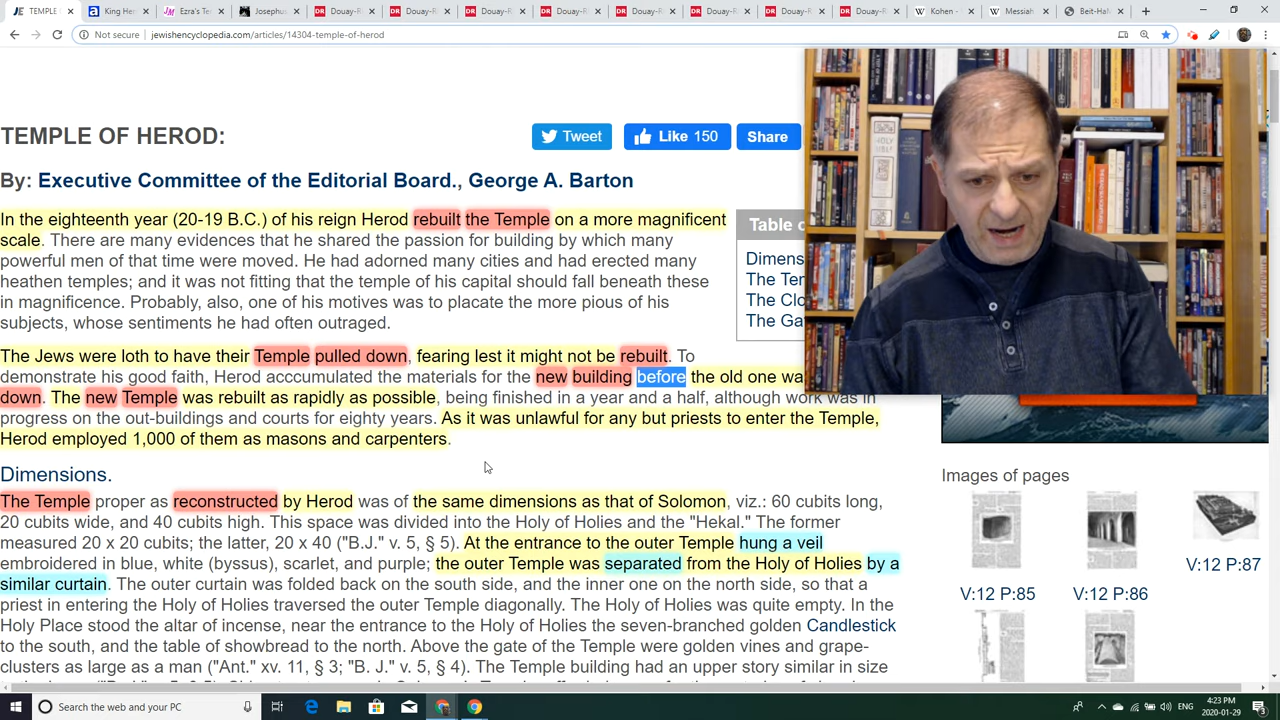 TEMPLE
King Her
Ezra's Te
Josephu
Douay-R
Douay-R
Douay-R
Douay-R
Douay-R
Douay-R
Douay-R
Douay-R
Kohen -
Messiah
Beit-Hal
Not secure | jewishencyclopedia.com/articles/14304-temple-of-herod
TEMPLE OF HEROD:
Tweet
Like 150
Share
By: Executive Committee of the Editorial Board., George A. Barton
In the eighteenth year (20-19 B.C.) of his reign Herod rebuilt the Temple on a more magnificent
scale. There are many evidences that he shared the passion for building by which many
powerful men of that time were moved. He had adorned many cities and had erected many
heathen temples; and it was not fitting that the temple of his capital should fall beneath these
in magnificence. Probably, also, one of his motives was to placate the more pious of his
subjects, whose sentiments he had often outraged.
Table
Dimens
The Ter
The Clo
The Ga
The Jews were loth to have their Temple pulled down, fearing lest it might not be rebuilt. To
demonstrate his good faith, Herod acccumulated the materials for the new building before the old one wa
down. The new Temple was rebuilt as rapidly as possible, being finished in a year and a half, although work was in
progress on the out-buildings and courts for eighty years. As it was unlawful for any but priests to enter the Temple,
Herod employed 1,000 of them as masons and carpenters.
Dimensions.
The Temple proper as reconstructed by Herod was of the same dimensions as that of Solomon, viz.: 60 cubits long,
20 cubits wide, and 40 cubits high. This space was divided into the Holy of Holies and the "Hekal." The former
measured 20 x 20 cubits; the latter, 20 x 40 ("B.J." v. 5, § 5). At the entrance to the outer Temple hung a veil
embroidered in blue, white (byssus), scarlet, and purple; the outer Temple was separated from the Holy of Holies by a
similar curtain. The outer curtain was folded back on the south side, and the inner one on the north side, so that a
priest in entering the Holy of Holies traversed the outer Temple diagonally. The Holy of Holies was quite empty. In the
Holy Place stood the altar of incense, near the entrance to the Holy of Holies the seven-branched golden Candlestick
to the south, and the table of showbread to the north. Above the gate of the Temple were golden vines and grape-
clusters as large as a man ("Ant." xv. 11, § 3; "B. J." v. 5, § 4). The Temple building had an upper story similar in size
Images of pages
V:12 P:85
V:12 P:86
V:12 P:87
HOLY
Search the web and your PC
ENG
4:23 PM
2020-01-29